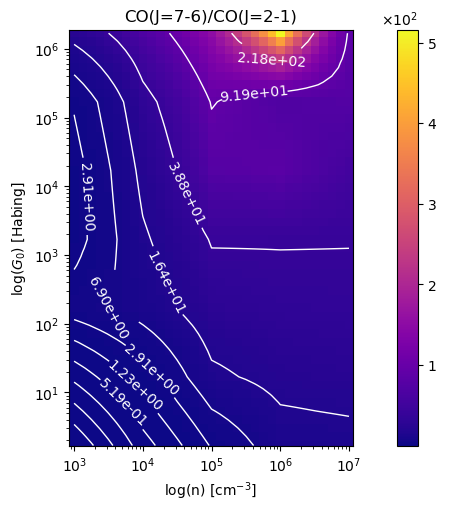 CO(J=7-6)/CO(J=2-1)
×10²
10⁶
10⁵
10⁴
10³
10²
10¹
log(G₀) [Habing]
2.18e+02
9.19e+01
3.88e+01
2.91e+00
1.64e+01
6.90e+00
2.91e+00
1.23e+00
5.19e-01
10³
10⁴
10⁵
10⁶
10⁷
log(n) [cm⁻³]
5
4
3
2
1